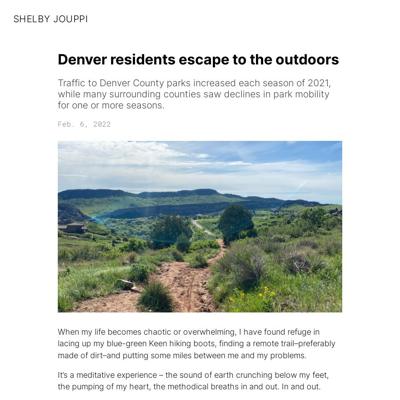 SHELBY JOUPPI
Denver residents escape to the outdoors
Traffic to Denver County parks increased each season of 2021,
while many surrounding counties saw declines in park mobility
for one or more seasons.
Feb. 6, 2022
When my life becomes chaotic or overwhelming, I have found refuge in
lacing up my blue-green Keen hiking boots, finding a remote trail–preferably
made of dirt–and putting some miles between me and my problems.
It's a meditative experience – the sound of earth crunching below my feet,
the pumping of my heart, the methodical breaths in and out. In and out.